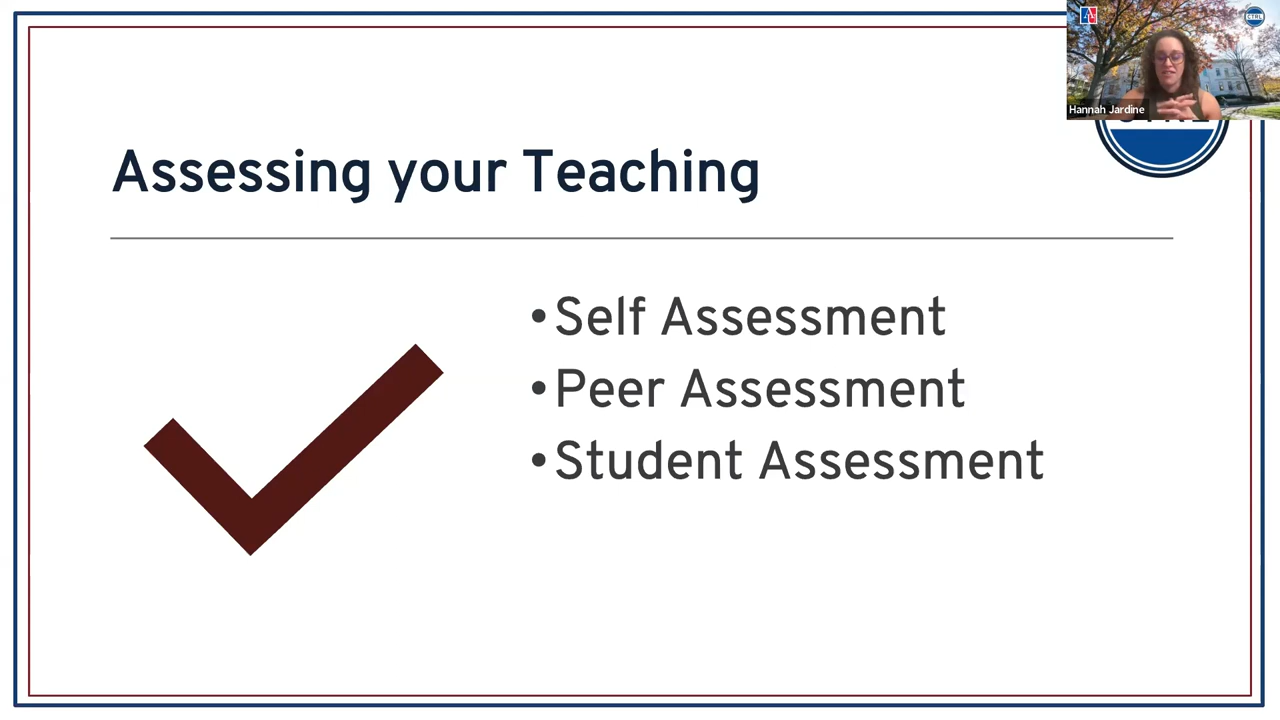 CTRL
Hannah Jardine
Assessing your Teaching
•Self Assessment
•Peer Assessment
•Student Assessment